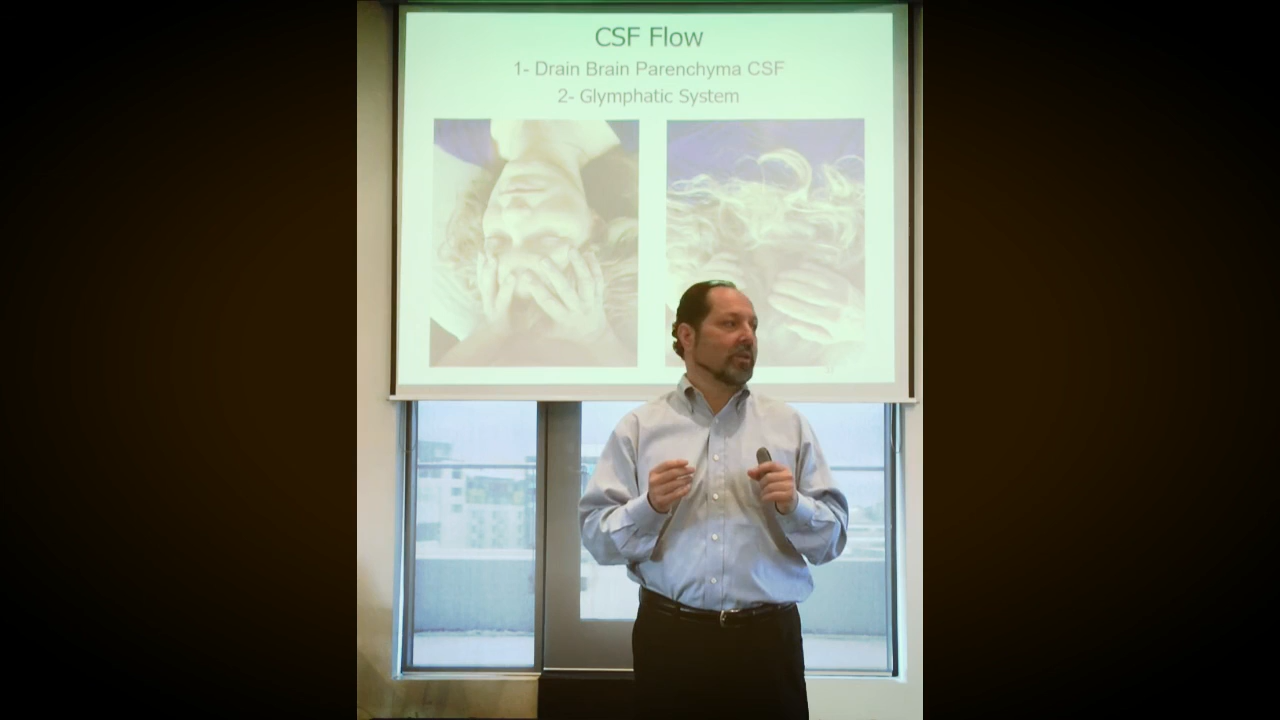 CSF Flow
1- Drain Brain Parenchyma CSF
2- Glymphatic System